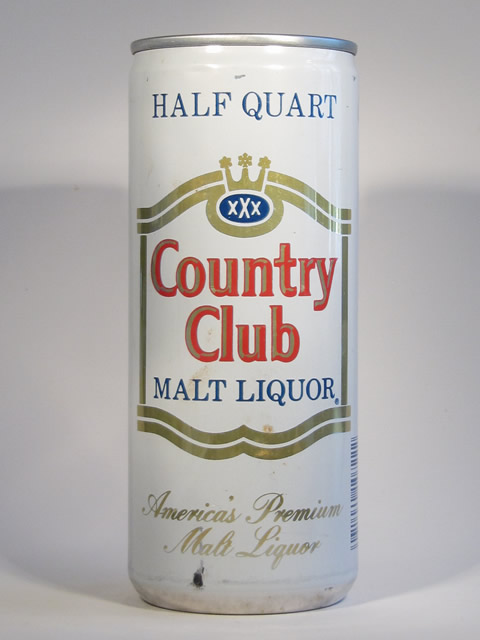 HALF QUART
XXX
Country
Club
MALT LIQUOR®
America's Premium
Malt Liquor